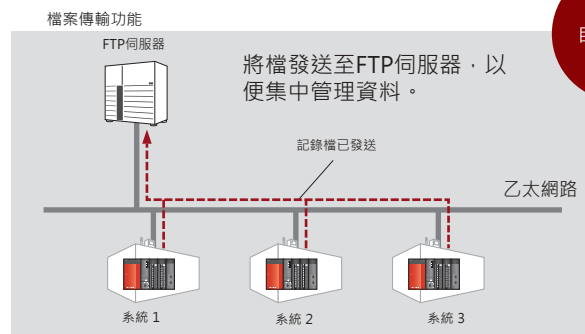 檔案傳輸功能
FTP伺服器
將檔發送至FTP伺服器，以
便集中管理資料。
記錄檔已發送
乙太網路
系統 1
系統 2
系統 3